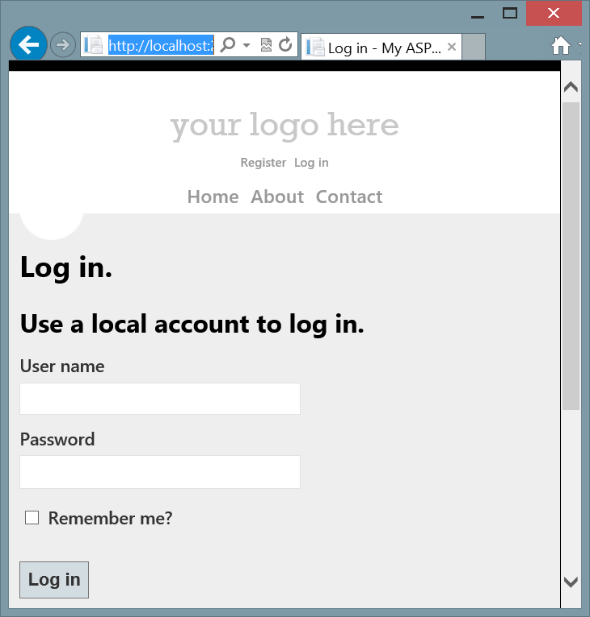 http://localhost:2
Log in - My ASP...
your logo here
Register Log in
Home About Contact
Log in.
Use a local account to log in.
User name
Password
Remember me?
Log in